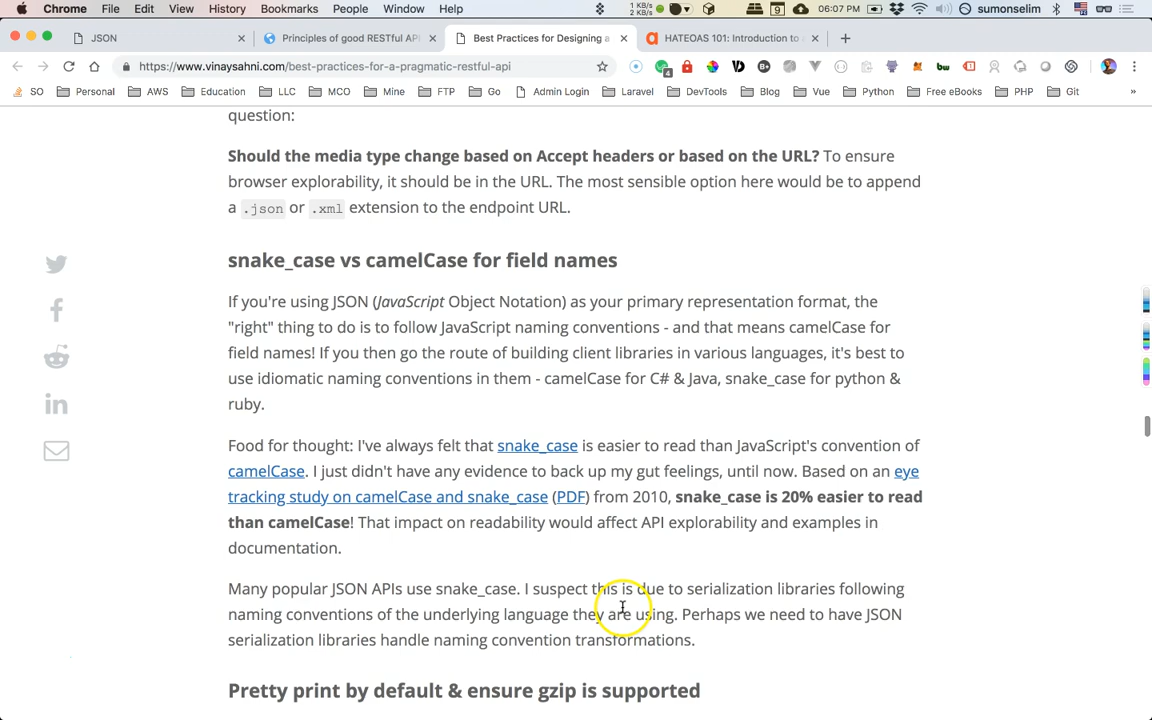 Chrome File Edit View History Bookmarks People Window Help 1 KB/s 2 KB/s 9 06:07 PM sumonselim
JSON Principles of good RESTful API Best Practices for Designing a HATEOAS 101: Introduction to a
https://www.vinaysahni.com/best-practices-for-a-pragmatic-restful-api
SO Personal AWS Education LLC MCO Mine FTP Go Admin Login Laravel DevTools Blog Vue Python Free eBooks PHP Git »
question:
Should the media type change based on Accept headers or based on the URL? To ensure
browser explorability, it should be in the URL. The most sensible option here would be to append
a .json or .xml extension to the endpoint URL.
snake_case vs camelCase for field names
If you're using JSON (JavaScript Object Notation) as your primary representation format, the
"right" thing to do is to follow JavaScript naming conventions - and that means camelCase for
field names! If you then go the route of building client libraries in various languages, it's best to
use idiomatic naming conventions in them - camelCase for C# & Java, snake_case for python &
ruby.
Food for thought: I've always felt that snake_case is easier to read than JavaScript's convention of
camelCase. I just didn't have any evidence to back up my gut feelings, until now. Based on an eye
tracking study on camelCase and snake_case (PDF) from 2010, snake_case is 20% easier to read
than camelCase! That impact on readability would affect API explorability and examples in
documentation.
Many popular JSON APIs use snake_case. I suspect this is due to serialization libraries following
naming conventions of the underlying language they are using. Perhaps we need to have JSON
serialization libraries handle naming convention transformations.
Pretty print by default & ensure gzip is supported